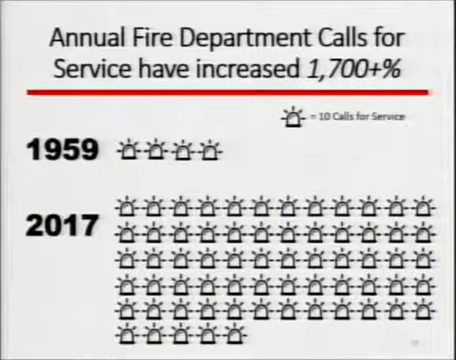 Annual Fire Department Calls for
Service have increased 1,700+%
= 10 Calls for Service
1959
2017